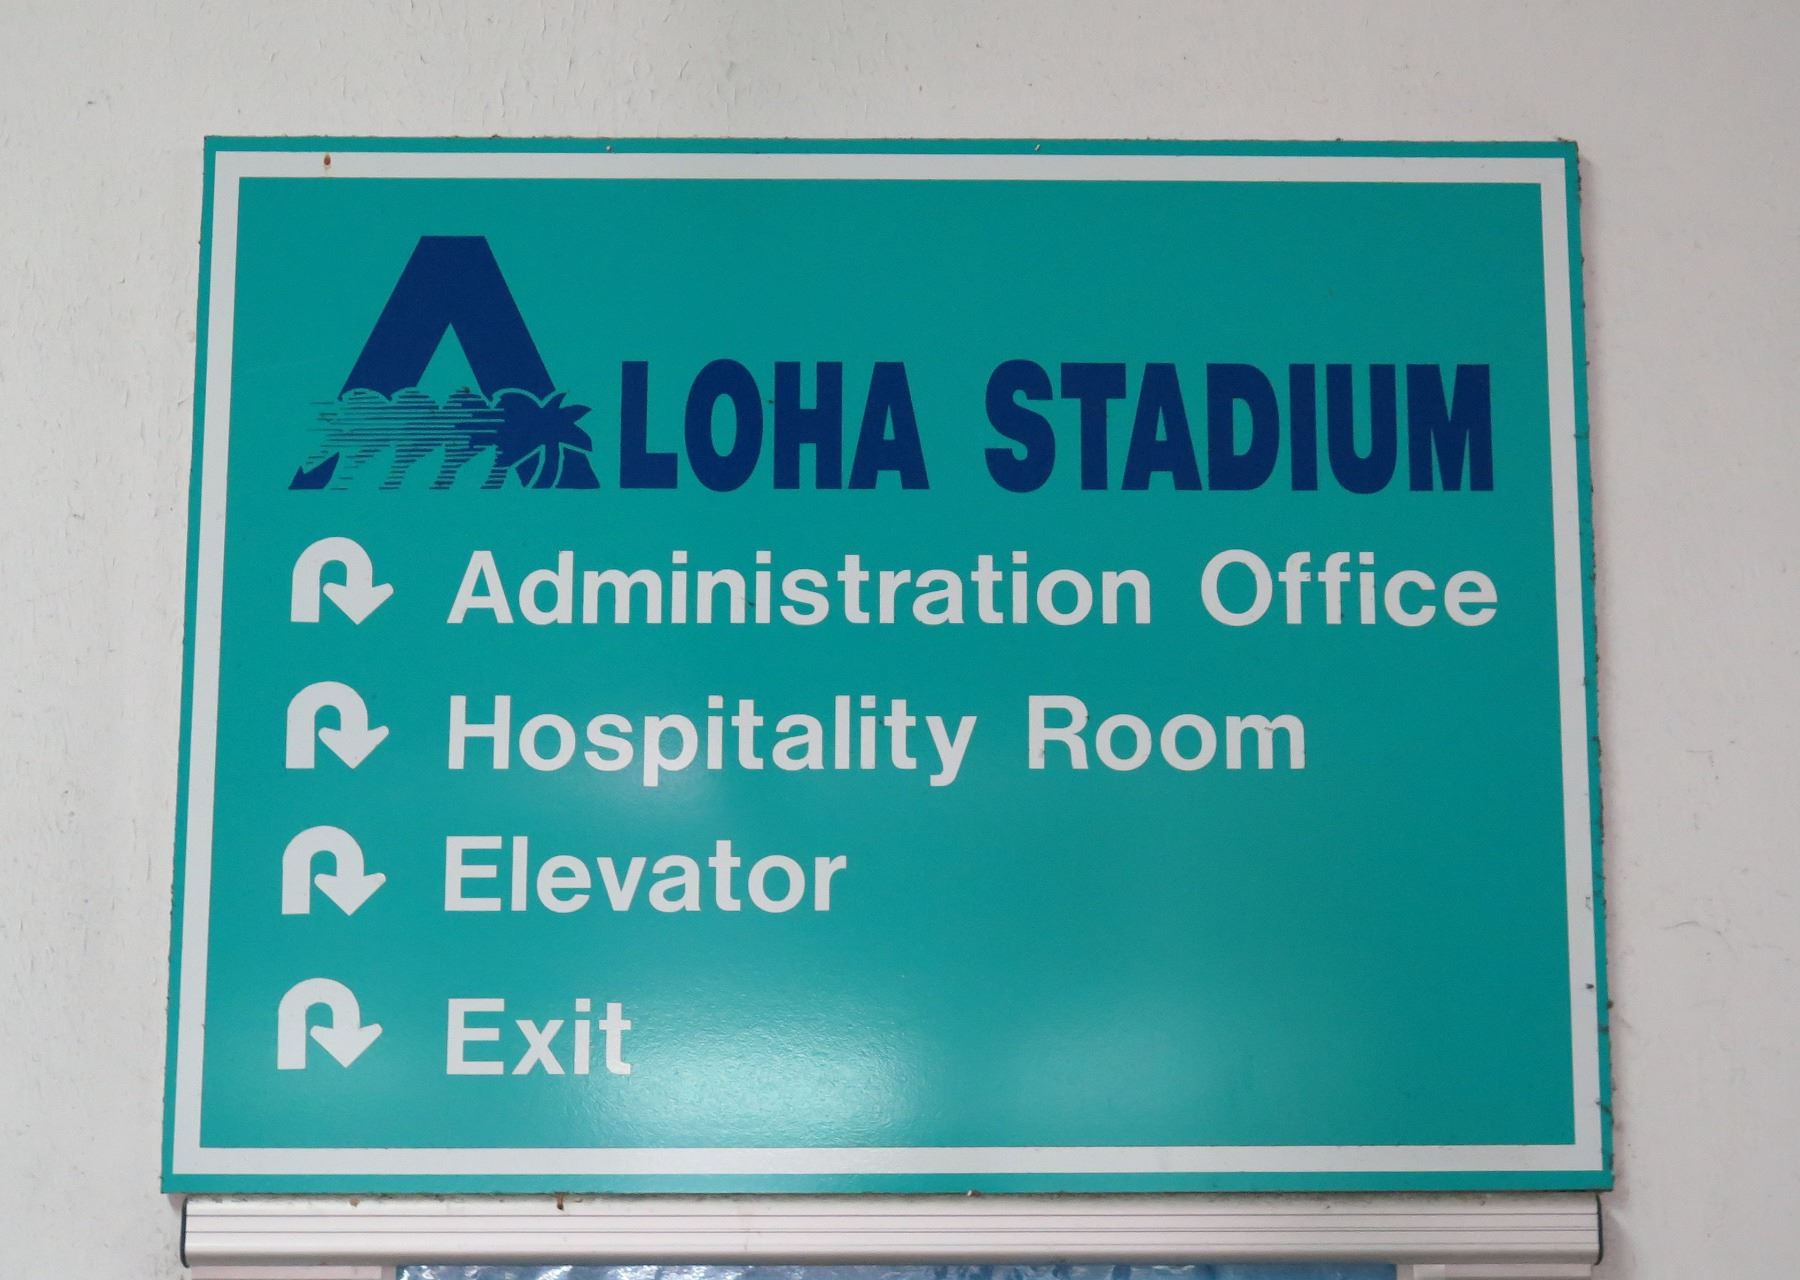 ALOHA STADIUM
Administration Office
Hospitality Room
Elevator
Exit